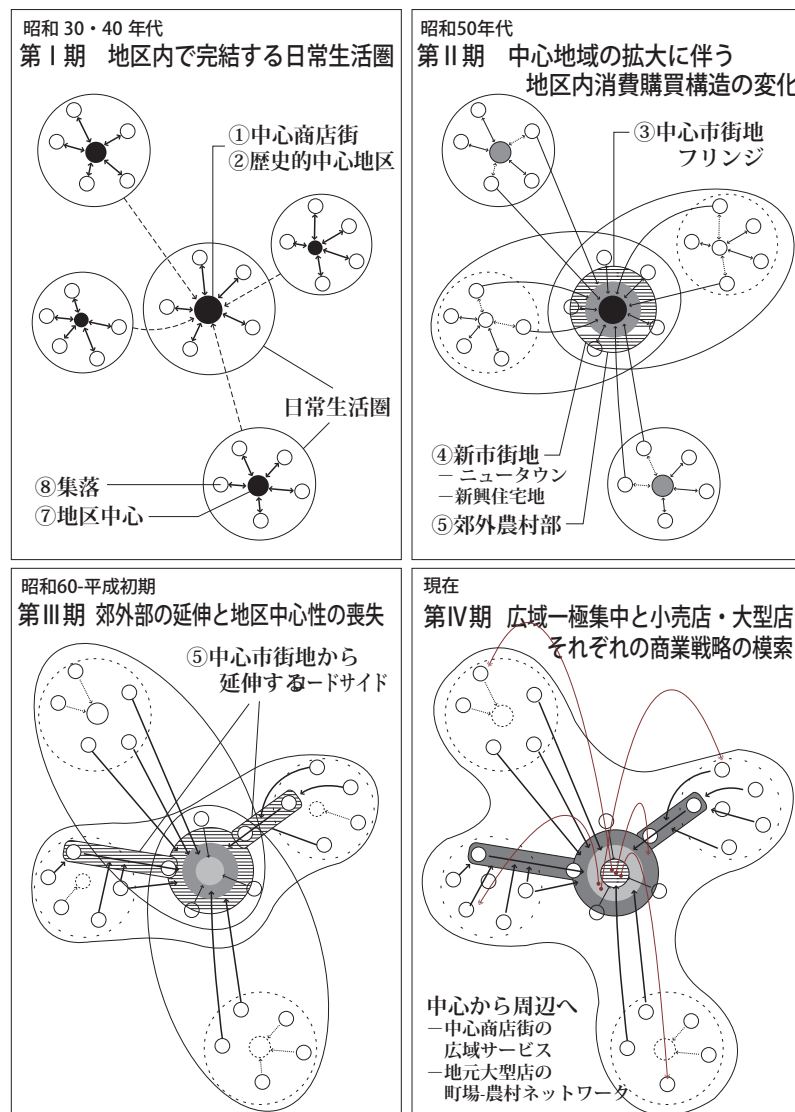 昭和 30・40 年代
第Ⅰ期 地区内で完結する日常生活圏
①中心商店街
②歴史的中心地区
日常生活圏
⑧集落
⑦地区中心
昭和50年代
第Ⅱ期 中心地域の拡大に伴う
地区内消費購買構造の変化
③中心市街地
フリンジ
④新市街地
－ニュータウン
－新興住宅地
⑤郊外農村部
昭和60-平成初期
第Ⅲ期 郊外部の延伸と地区中心性の喪失
⑤中心市街地から
延伸するロードサイド
現在
第Ⅳ期 広域一極集中と小売店・大型店
それぞれの商業戦略の模索
中心から周辺へ
－中心商店街の
広域サービス
－地元大型店の
町場-農村ネットワーク